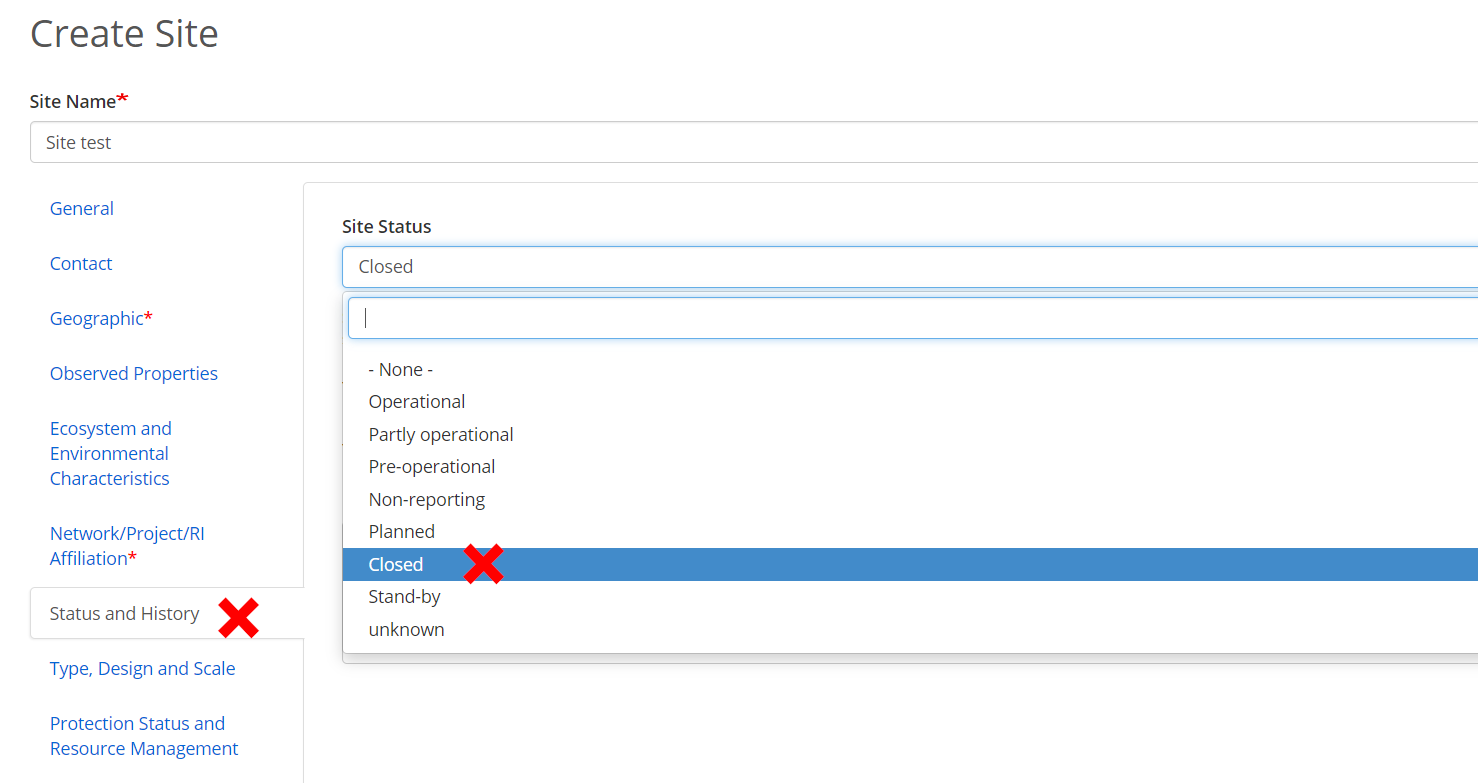 Create Site
Site Name*
Site test
General
Contact
Geographic*
Observed Properties
Ecosystem and
Environmental
Characteristics
Network/Project/RI
Affiliation*
Status and History
Type, Design and Scale
Protection Status and
Resource Management
Site Status
Closed
- None -
Operational
Partly operational
Pre-operational
Non-reporting
Planned
Closed
Stand-by
unknown